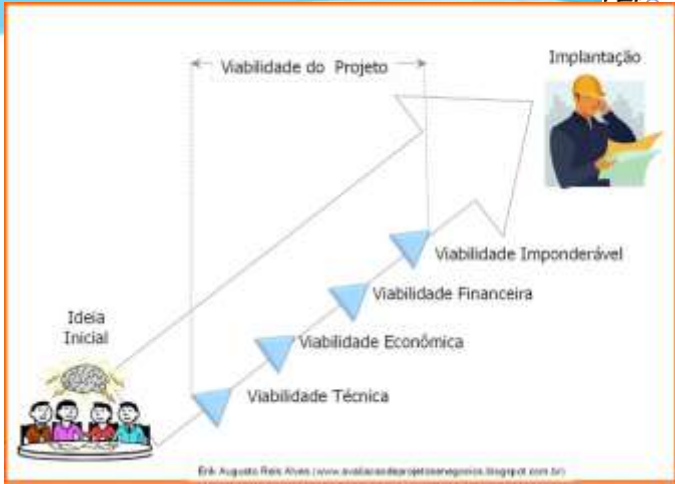 Viabilidade do Projeto
Implantação
Viabilidade Imponderável
Viabilidade Financeira
Ideia
Inicial
Viabilidade Econômica
Viabilidade Técnica
Érik Augusto Reis Alves (www.avaliacaodeprojetosenegocios.blogspot.com.br)